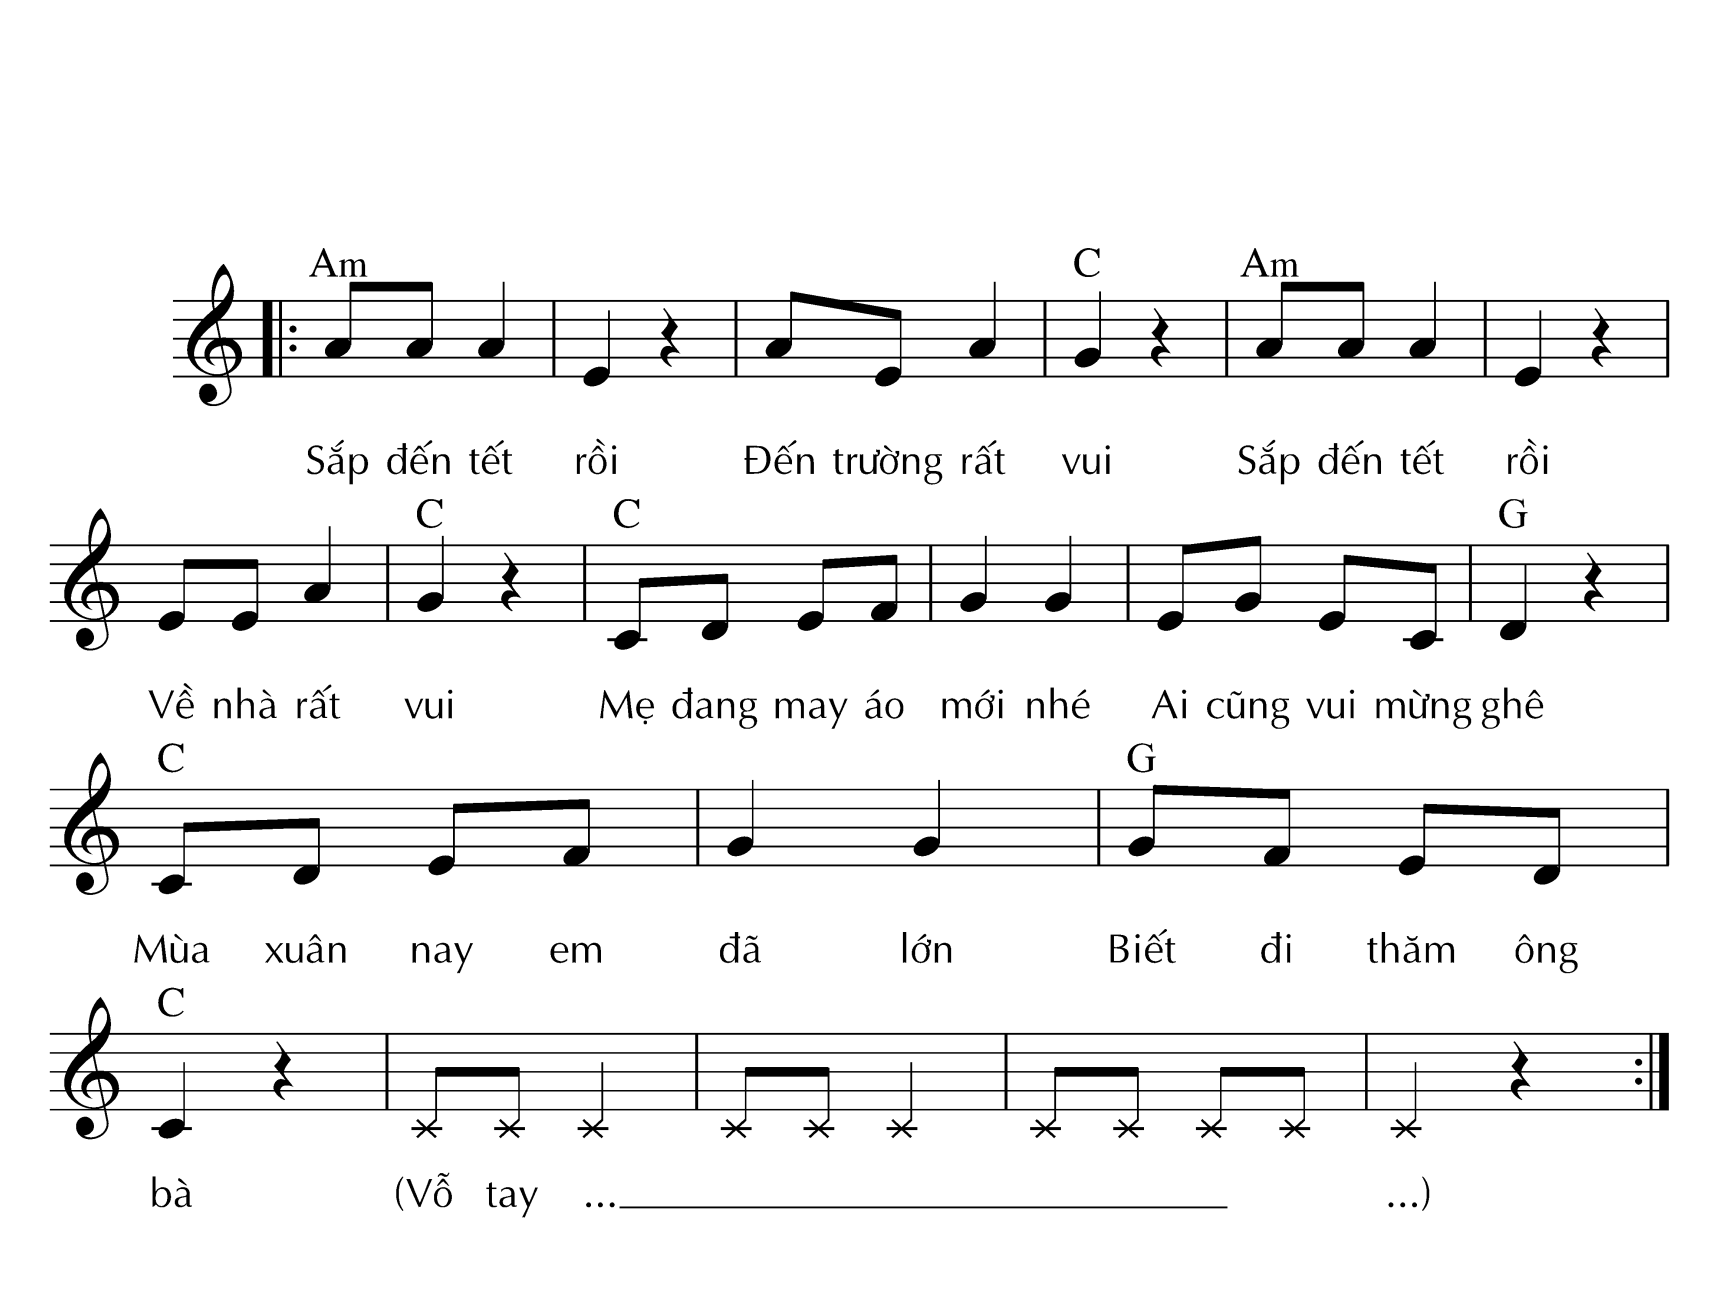 Am C Am
Sắp đến tết rồi Đến trường rất vui Sắp đến tết rồi
C C G
Về nhà rất vui Mẹ đang may áo mới nhé Ai cũng vui mừng ghê
C G
Mùa xuân nay em đã lớn Biết đi thăm ông
C
bà (Vỗ tay ... ...)